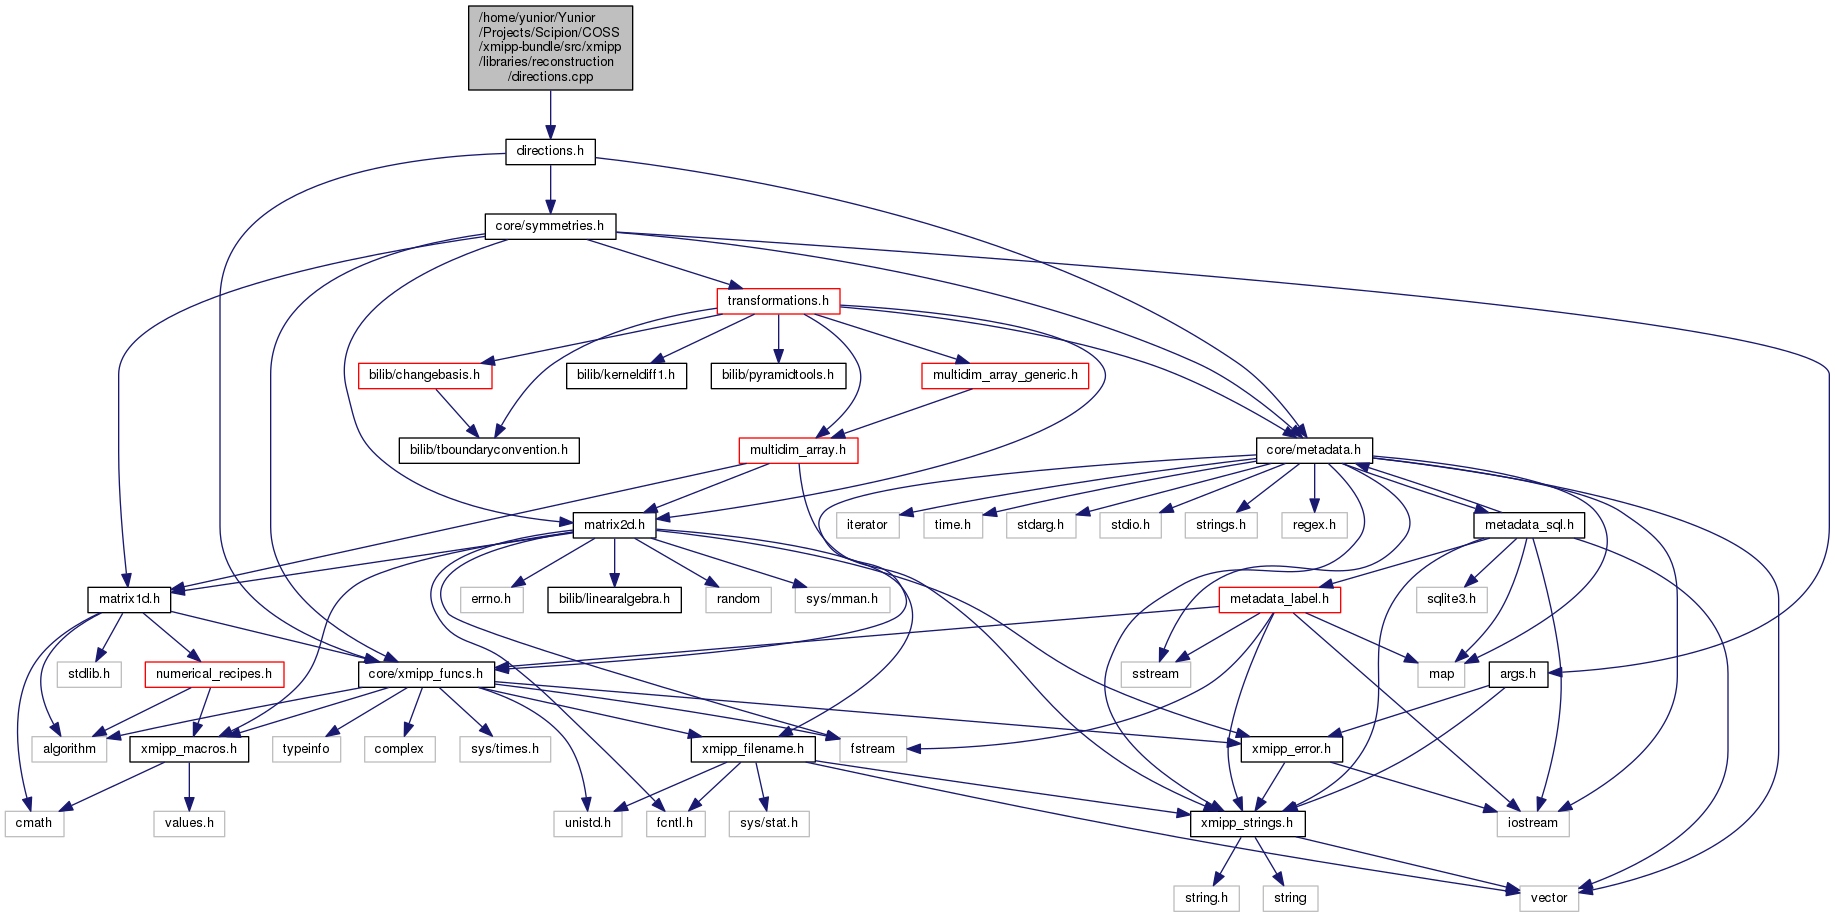 /home/yunior/Yunior
/Projects/Scipion/COSS
/xmipp-bundle/src/xmipp
/libraries/reconstruction
/directions.cpp
directions.h
core/symmetries.h
transformations.h
bilib/changebasis.h
bilib/kerneldiff1.h
bilib/pyramidtools.h
multidim_array_generic.h
bilib/tboundaryconvention.h
multidim_array.h
core/metadata.h
matrix2d.h
iterator
time.h
stdarg.h
stdio.h
strings.h
regex.h
metadata_sql.h
matrix1d.h
errno.h
bilib/linearalgebra.h
random
sys/mman.h
metadata_label.h
sqlite3.h
stdlib.h
numerical_recipes.h
core/xmipp_funcs.h
sstream
map
args.h
algorithm
xmipp_macros.h
typeinfo
complex
sys/times.h
xmipp_filename.h
fstream
xmipp_error.h
cmath
values.h
unistd.h
fcntl.h
sys/stat.h
xmipp_strings.h
iostream
string.h
string
vector